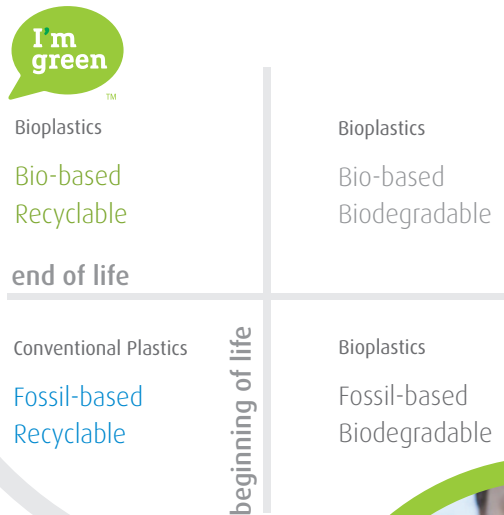 I'm
green
TM
Bioplastics
Bio-based
Recyclable
Bioplastics
Bio-based
Biodegradable
end of life
Conventional Plastics
Fossil-based
Recyclable
beginning of life
Bioplastics
Fossil-based
Biodegradable